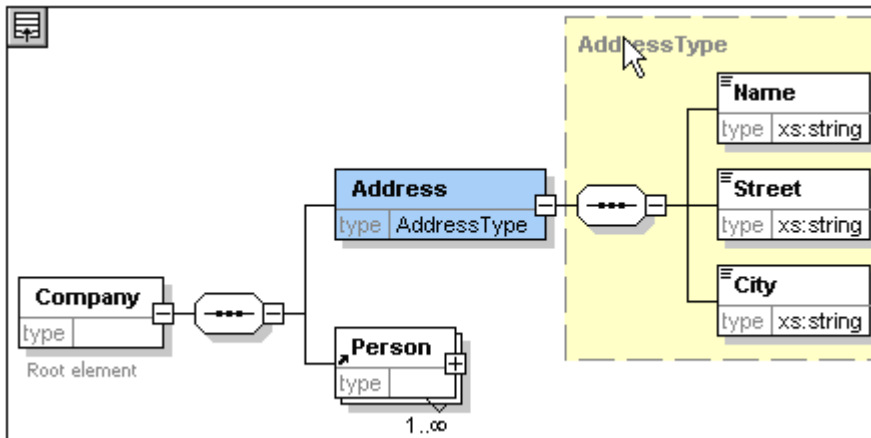 AddressType
Name
type xs:string
Address
type AddressType
Street
type xs:string
Company
type
Root element
City
type xs:string
Person
type
1..∞